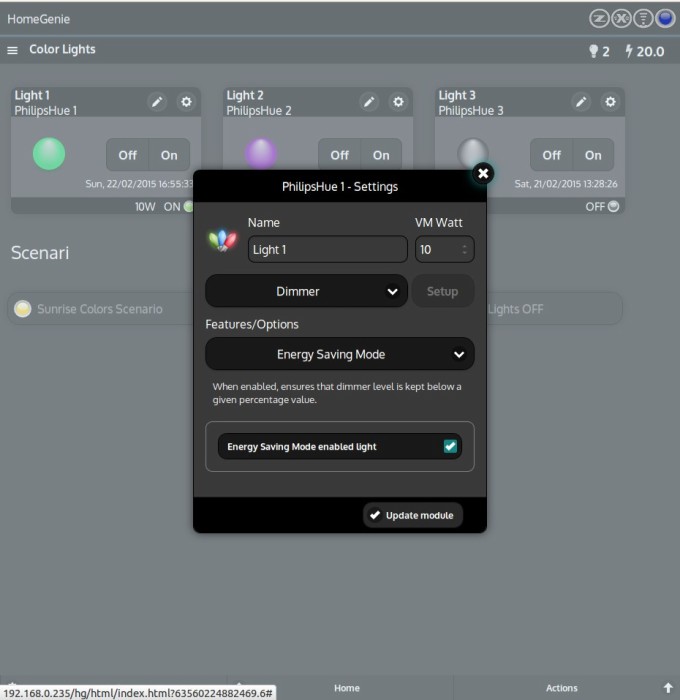 HomeGenie
Color Lights
2 20.0
Light 1
PhilipsHue 1
Light 2
PhilipsHue 2
Light 3
PhilipsHue 3
Off On
Off On
Off On
Sun, 22/02/2015 16:55:33
Sat, 21/02/2015 13:28:26
10W ON
OFF
PhilipsHue 1 - Settings
Name
VM Watt
Light 1
10
Dimmer
Setup
Features/Options
Energy Saving Mode
When enabled, ensures that dimmer level is kept below a
given percentage value.
Energy Saving Mode enabled light
Update module
Scenari
Sunrise Colors Scenario
Lights OFF
192.168.0.235/hg/html/index.html?63560224882469.6#
Home
Actions